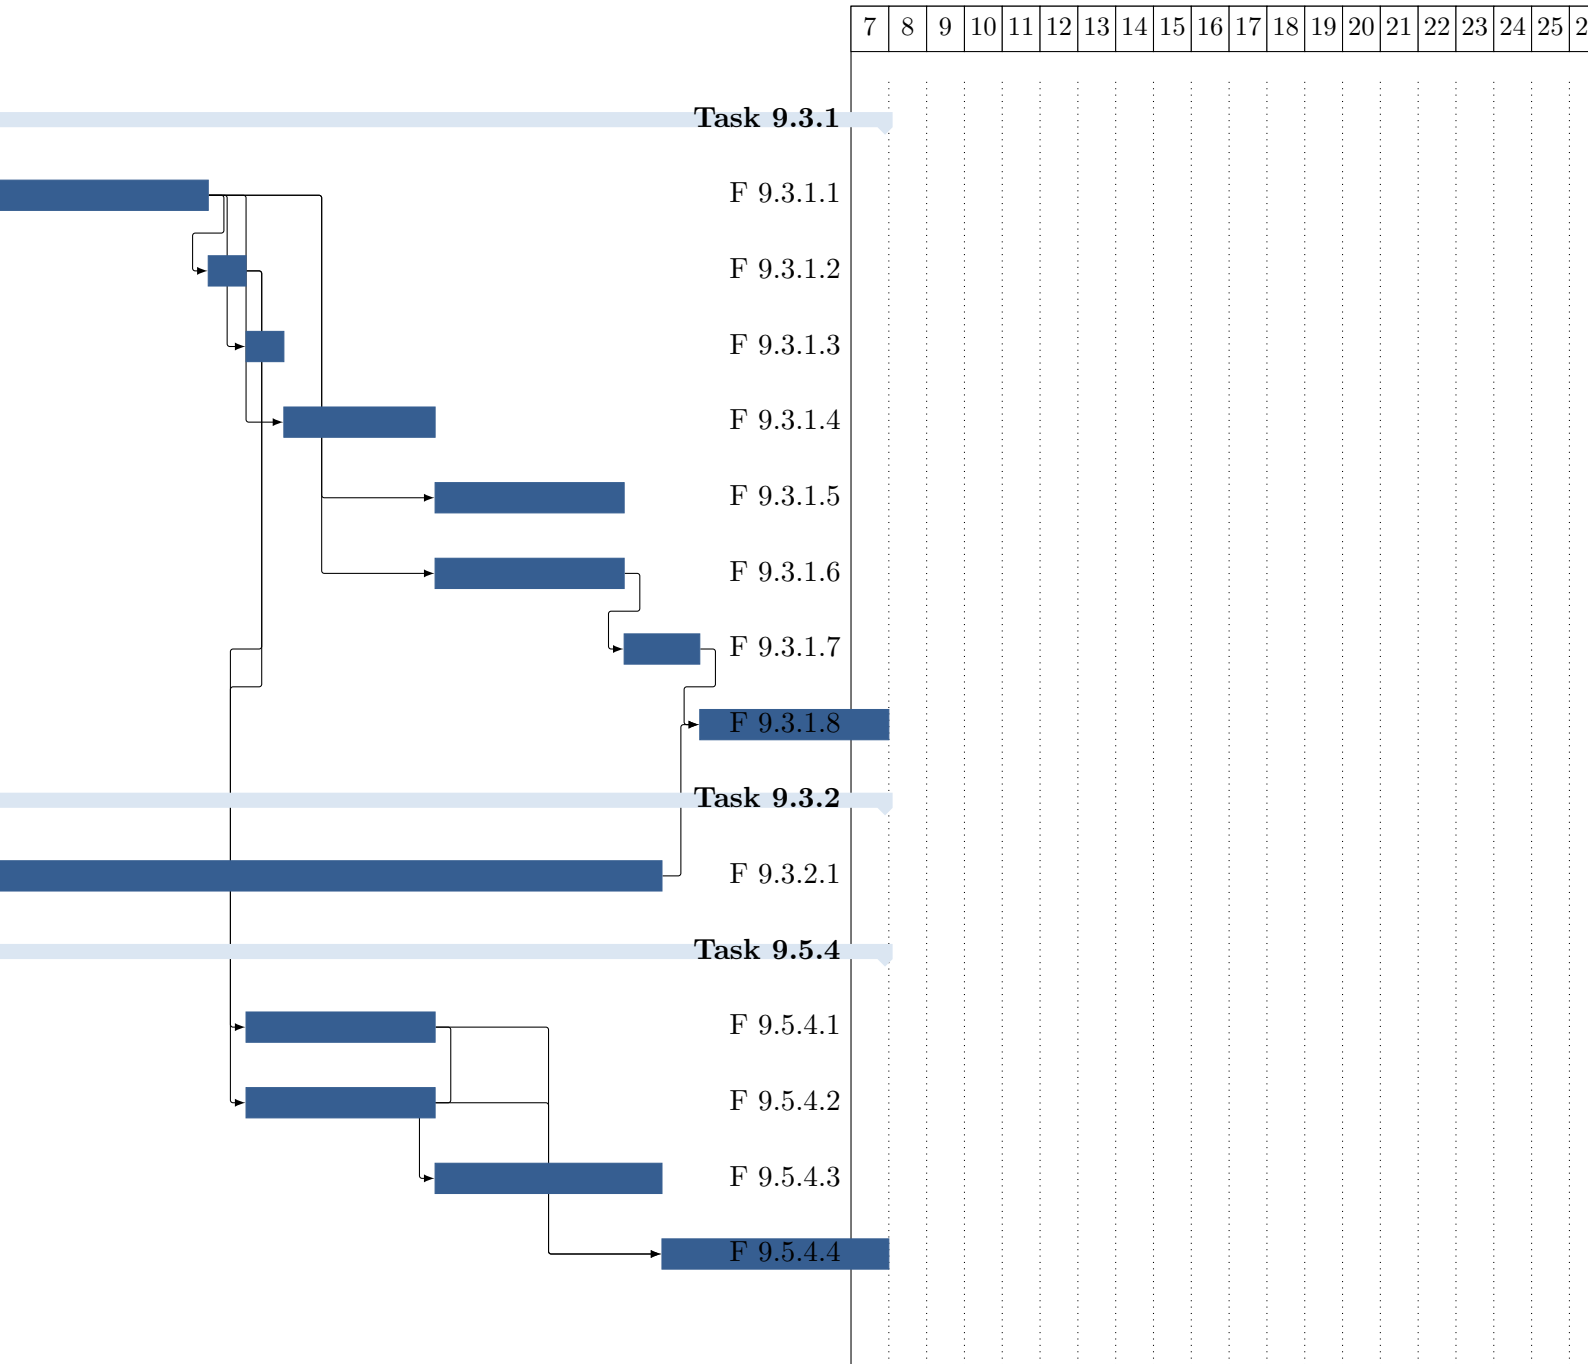 7 8 9 10 11 12 13 14 15 16 17 18 19 20 21 22 23 24 25 2
Task 9.3.1
F 9.3.1.1
F 9.3.1.2
F 9.3.1.3
F 9.3.1.4
F 9.3.1.5
F 9.3.1.6
F 9.3.1.7
F 9.3.1.8
Task 9.3.2
F 9.3.2.1
Task 9.5.4
F 9.5.4.1
F 9.5.4.2
F 9.5.4.3
F 9.5.4.4